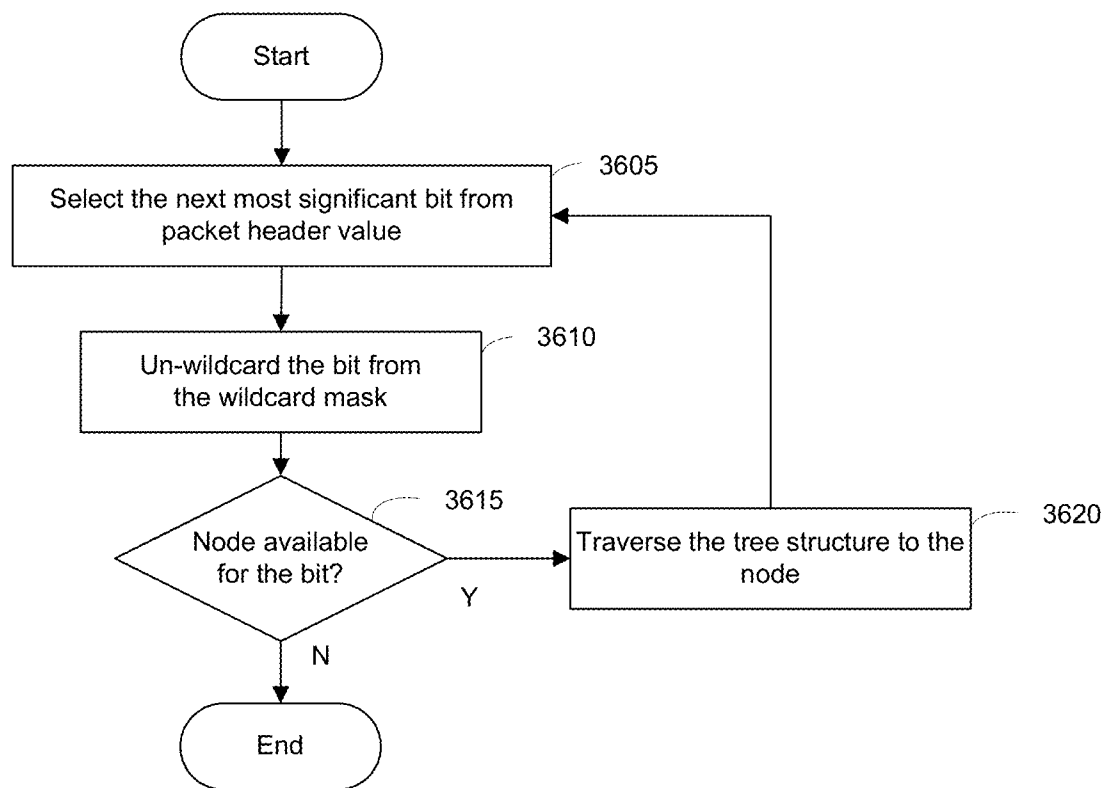 Start
3605
Select the next most significant bit from
packet header value
3610
Un-wildcard the bit from
the wildcard mask
3615
Node available
for the bit?
Y
3620
Traverse the tree structure to the
node
N
End